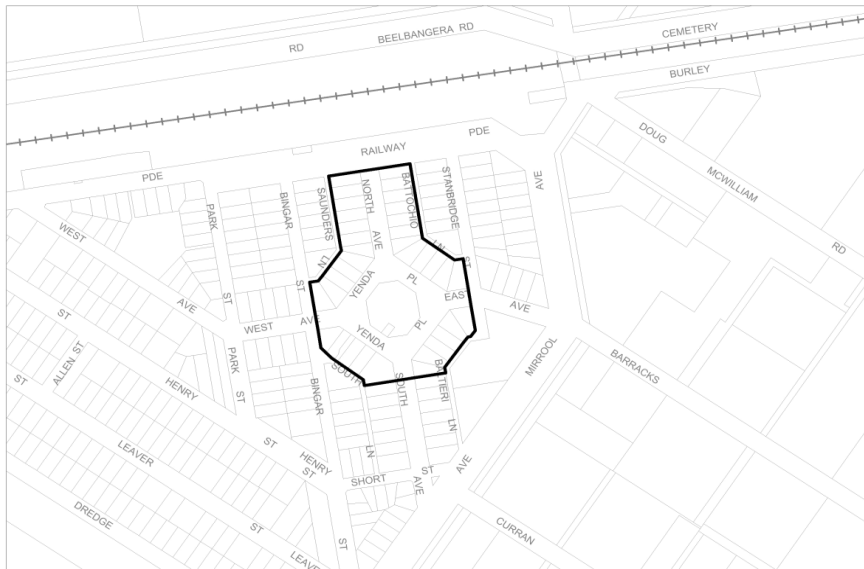 BEELBANGERA RD
RD
CEMETERY
BURLEY
PDE
RAILWAY
PDE
DOUG
MCWILLIAM
RD
AVE
STANBRIDGE
ST
BATTOCHIO
LN
NORTH
AVE
SAUNDERS
LN
BINGAR
ST
PARK
ST
WEST
AVE
YENDA
PL
EAST
AVE
WEST
AVE
YENDA
PL
ST
ALLEN ST
ST
HENRY
ST
HENRY
ST
PARK
ST
BINGAR
ST
SOUTH
LN
SOUTH
AVE
BARRACKS
MIRROOL
AVE
LN
SHORT
ST
LEAVER
ST
LEAVER
DREDGE
CURRAN